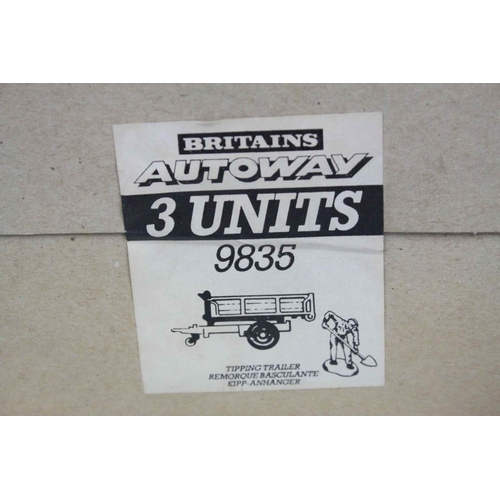 BRITAINS
AUTOWAY
3 UNITS
9835
TIPPING TRAILER
REMORQUE BASCULANTE
KIPP-ANHÄNGER